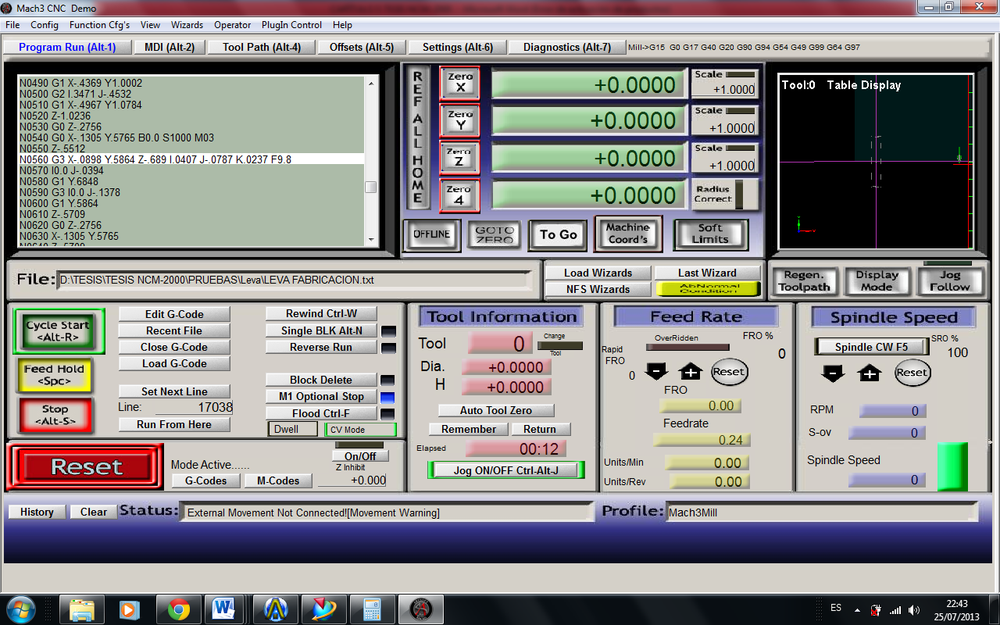 Mach3 CNC  Demo
File Config Function Cfg's View Wizards Operator PlugIn Control Help
Program Run (Alt-1) MDI (Alt-2) Tool Path (Alt-4) Offsets (Alt-5) Settings (Alt-6) Diagnostics (Alt-7) Mill->G15  G0 G17 G40 G20 G90 G94 G54 G49 G99 G64 G97
N0490 G1 X-.4369 Y1.0002
N0500 G2 I.3471 J-.4532
N0510 G1 X-.4967 Y1.0784
N0520 Z-1.0236
N0530 G0 Z-.2756
N0540 G0 X-.1305 Y.5765 B0.0 S1000 M03
N0550 Z-.5512
N0560 G3 X-.0898 Y.5864 Z-.689 I.0407 J-.0787 K.0237 F9.8
N0570 I0.0 J-.0394
N0580 G1 Y.6848
N0590 G3 I0.0 J-.1378
N0600 G1 Y.5864
N0610 Z-.5709
N0620 G0 Z-.2756
N0630 X-.1305 Y.5765
N0640 Z-.5709
REF ALL HOME
Zero X +0.0000 Scale +1.0000
Zero Y +0.0000 Scale +1.0000
Zero Z +0.0000 Scale +1.0000
Zero 4 +0.0000 Radius Correct
OFFLINE GOTO ZERO To Go Machine Coord's Soft Limits
Tool:0 Table Display
File: D:\TESIS\TESIS NCM-2000\PRUEBAS\Leva\LEVA FABRICACION.txt
Load Wizards Last Wizard
NFS Wizards AbNormal Condition
Regen. Toolpath Display Mode Jog Follow
Cycle Start <Alt-R>
Feed Hold <Spc>
Stop <Alt-S>
Edit G-Code
Recent File
Close G-Code
Load G-Code
Set Next Line
Line: 17038
Run From Here
Rewind Ctrl-W
Single BLK Alt-N
Reverse Run
Block Delete
M1 Optional Stop
Flood Ctrl-F
Dwell CV Mode
Reset
Mode Active......
G-Codes M-Codes
On/Off
Z Inhibit
+0.000
Tool Information
Tool 0 Change Tool
Dia. +0.0000
H +0.0000
Auto Tool Zero
Remember Return
Elapsed 00:12
Jog ON/OFF Ctrl-Alt-J
Feed Rate
OverRidden FRO %
Rapid FRO 0
0 Reset
FRO
0.00
Feedrate
0.24
Units/Min 0.00
Units/Rev 0.00
Spindle Speed
Spindle CW F5 SRO %
100
Reset
RPM 0
S-ov 0
Spindle Speed
0
History Clear Status: External Movement Not Connected![Movement Warning] Profile: Mach3Mill
ES
22:43
25/07/2013